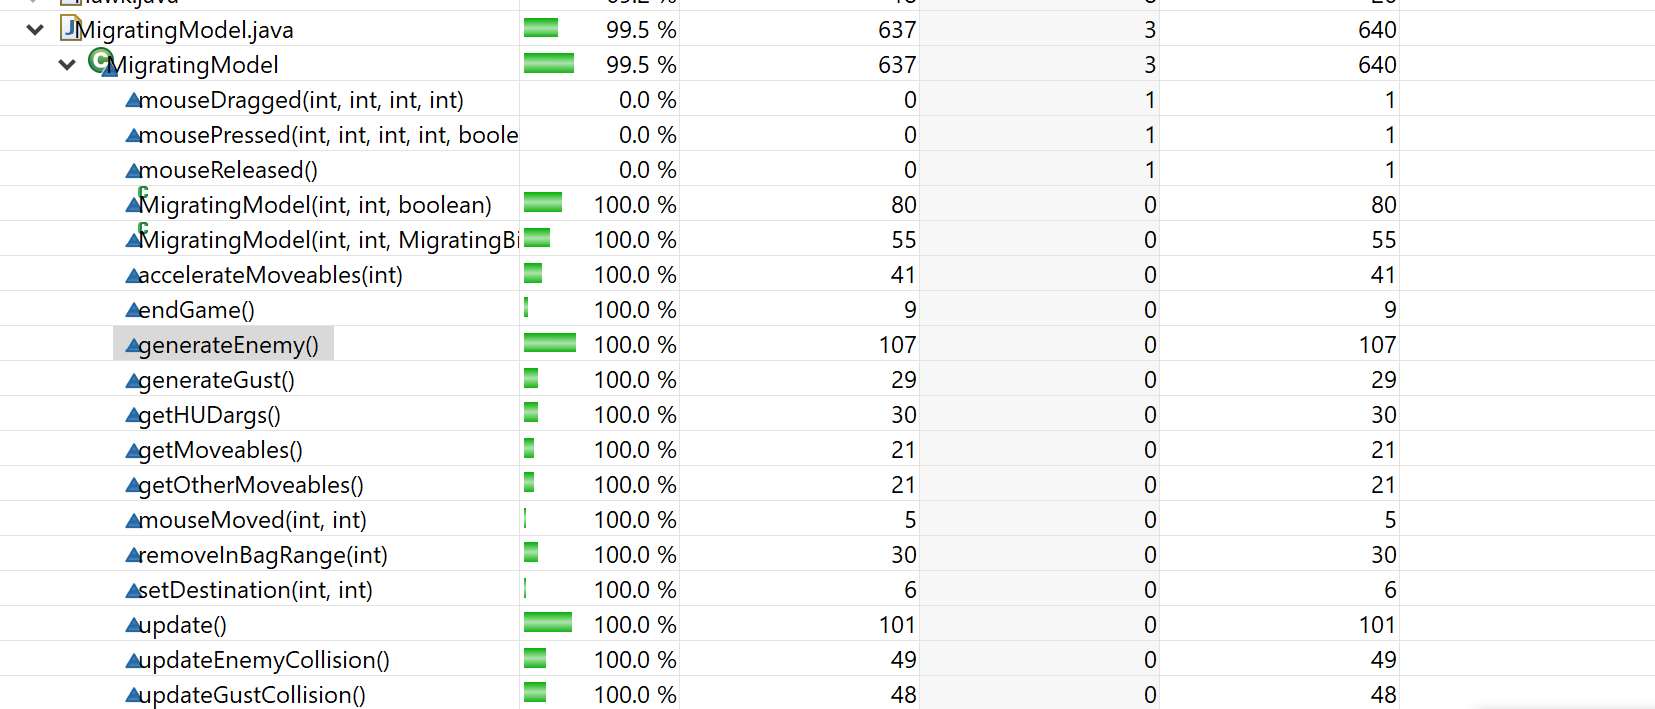 MigratingModel.java 99.5 % 637 3 640
C MigratingModel 99.5 % 637 3 640
mouseDragged(int, int, int, int) 0.0 % 0 1 1
mousePressed(int, int, int, int, boole 0.0 % 0 1 1
mouseReleased() 0.0 % 0 1 1
C MigratingModel(int, int, boolean) 100.0 % 80 0 80
C MigratingModel(int, int, MigratingBi 100.0 % 55 0 55
accelerateMoveables(int) 100.0 % 41 0 41
endGame() 100.0 % 9 0 9
generateEnemy() 100.0 % 107 0 107
generateGust() 100.0 % 29 0 29
getHUDargs() 100.0 % 30 0 30
getMoveables() 100.0 % 21 0 21
getOtherMoveables() 100.0 % 21 0 21
mouseMoved(int, int) 100.0 % 5 0 5
removeInBagRange(int) 100.0 % 30 0 30
setDestination(int, int) 100.0 % 6 0 6
update() 100.0 % 101 0 101
updateEnemyCollision() 100.0 % 49 0 49
updateGustCollision() 100.0 % 48 0 48